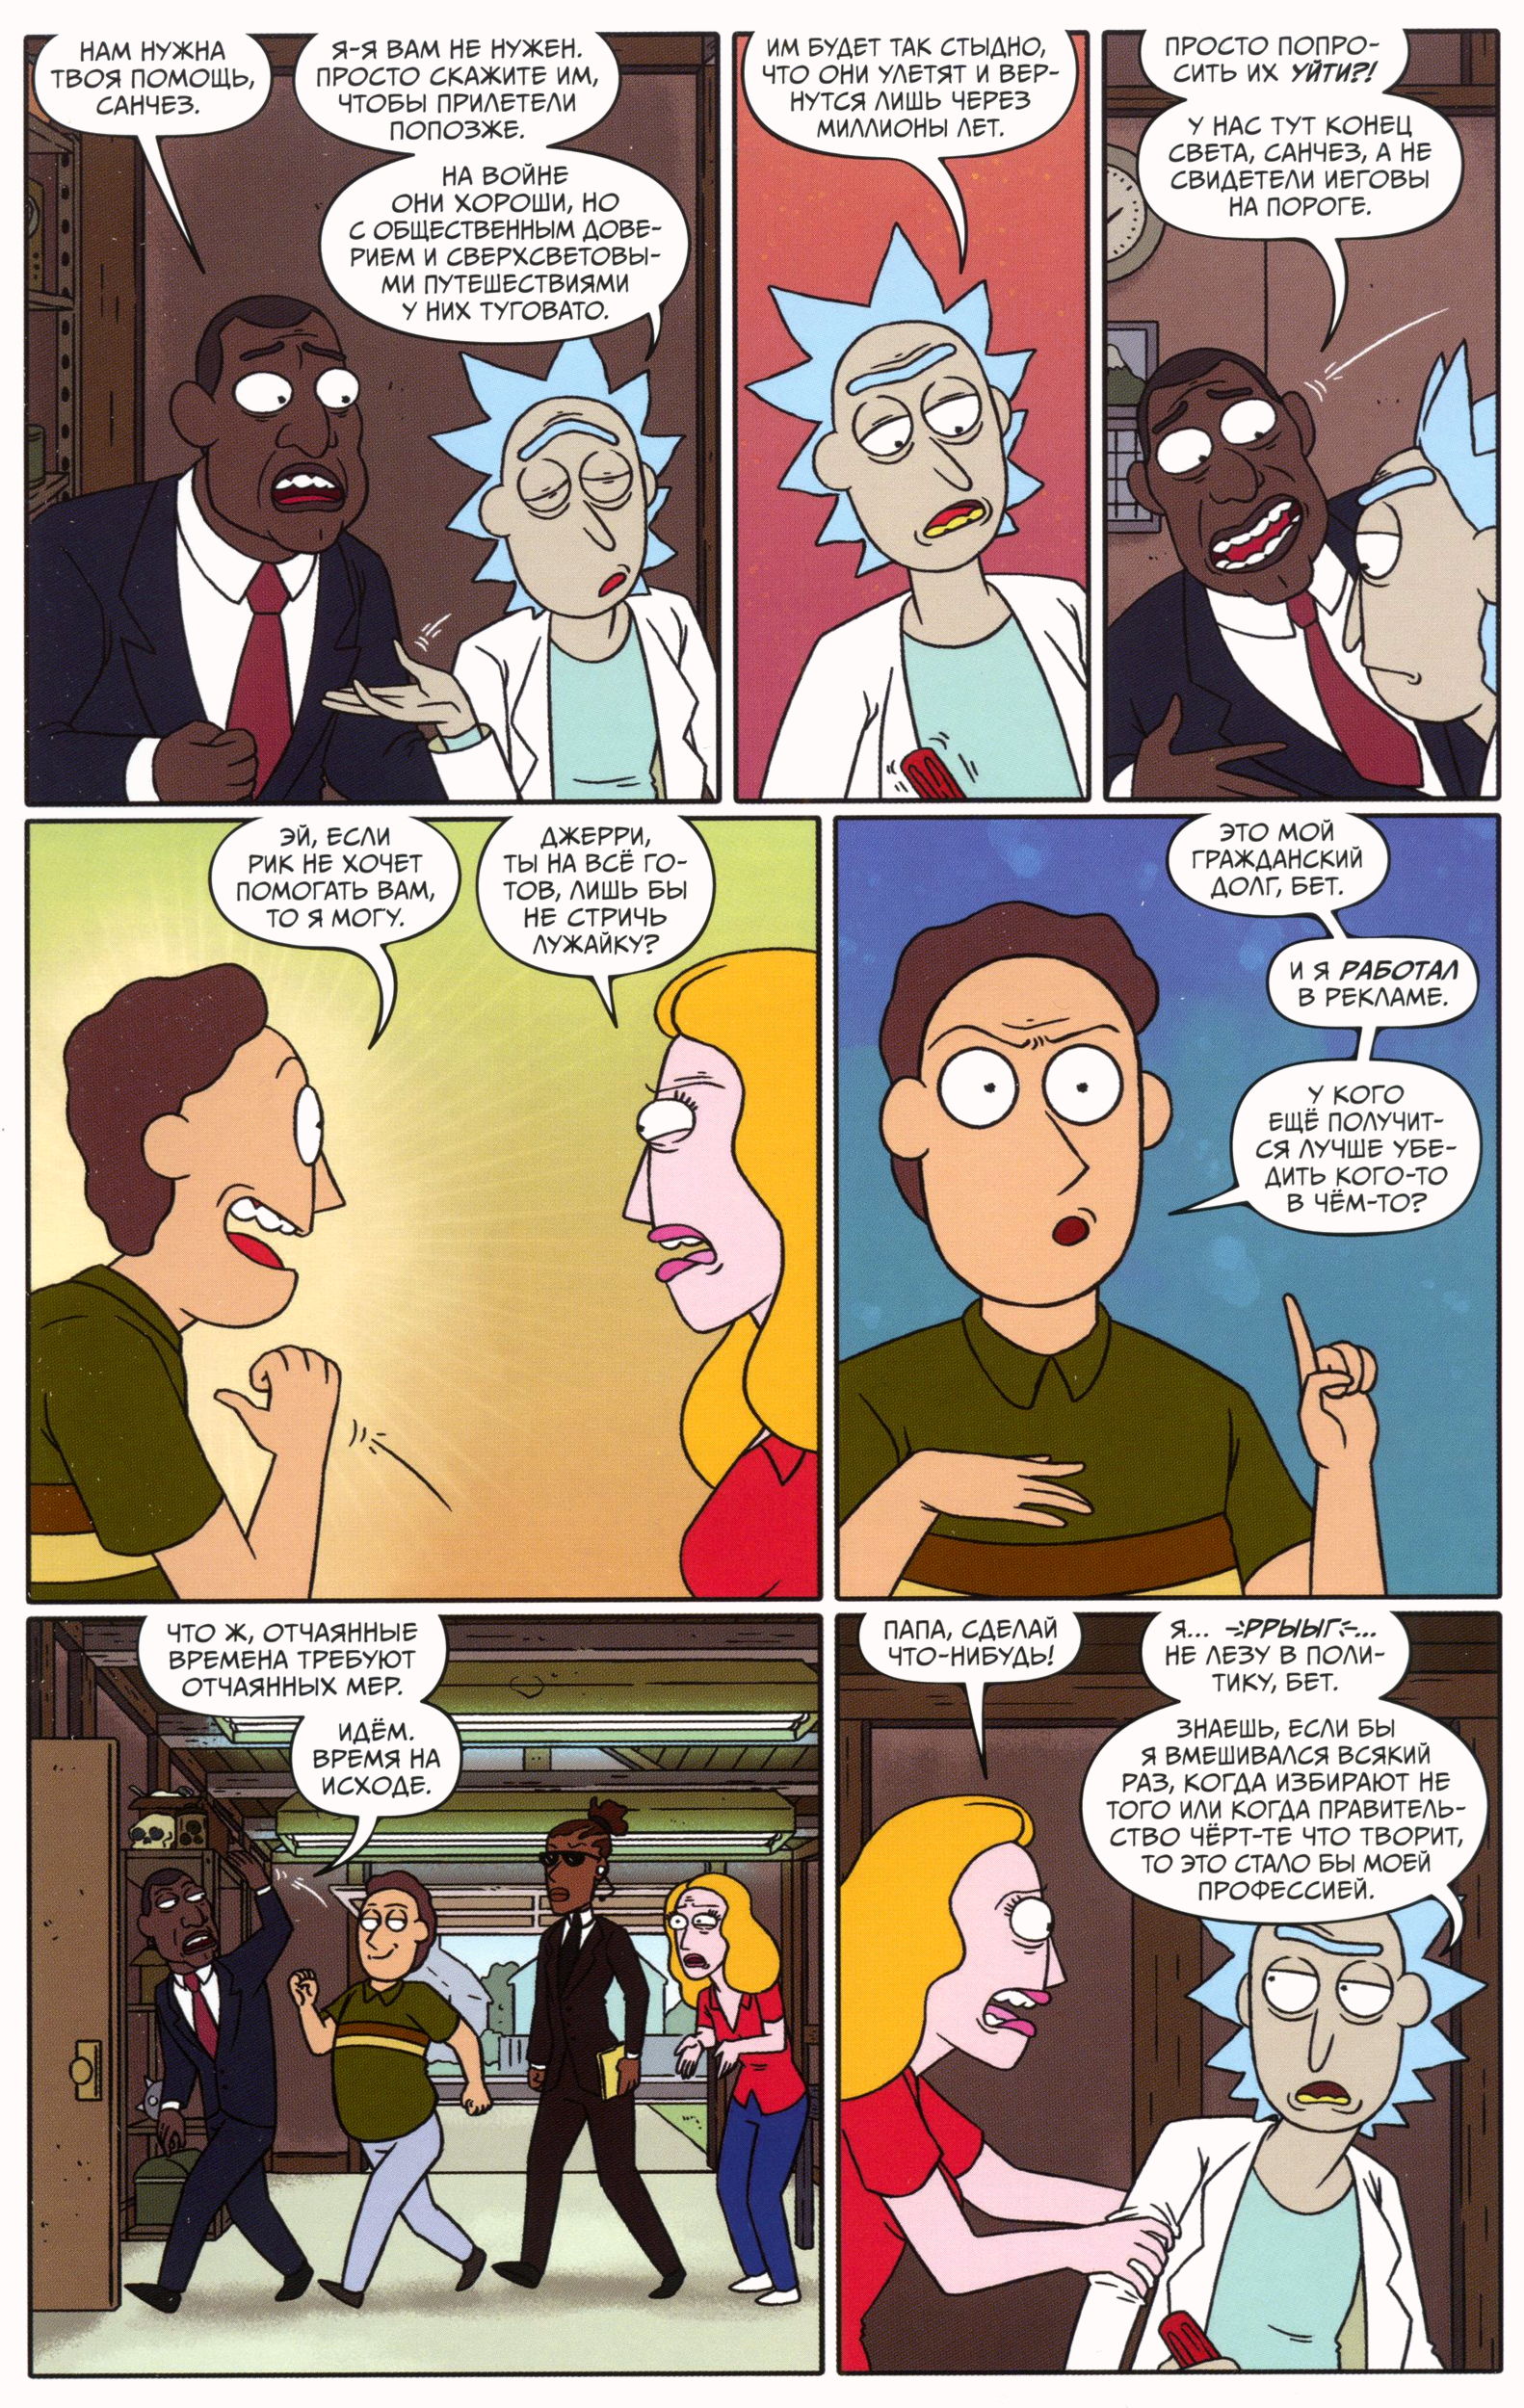 НАМ НУЖНА
ТВОЯ ПОМОЩЬ,
САНЧЕЗ.
Я-Я ВАМ НЕ НУЖЕН.
ПРОСТО СКАЖИТЕ ИМ,
ЧТОБЫ ПРИЛЕТЕЛИ
ПОПОЗЖЕ.
НА ВОЙНЕ
ОНИ ХОРОШИ, НО
С ОБЩЕСТВЕННЫМ ДОВЕ-
РИЕМ И СВЕРХСВЕТОВЫ-
МИ ПУТЕШЕСТВИЯМИ
У НИХ ТУГОВАТО.
ИМ БУДЕТ ТАК СТЫДНО,
ЧТО ОНИ УЛЕТЯТ И ВЕР-
НУТСЯ ЛИШЬ ЧЕРЕЗ
МИЛЛИОНЫ ЛЕТ.
ПРОСТО ПОПРО-
СИТЬ ИХ УЙТИ?!
У НАС ТУТ КОНЕЦ
СВЕТА, САНЧЕЗ, А НЕ
СВИДЕТЕЛИ ИЕГОВЫ
НА ПОРОГЕ.
ЭЙ, ЕСЛИ
РИК НЕ ХОЧЕТ
ПОМОГАТЬ ВАМ,
ТО Я МОГУ.
ДЖЕРРИ,
ТЫ НА ВСЁ ГО-
ТОВ, ЛИШЬ БЫ
НЕ СТРИЧЬ
ЛУЖАЙКУ?
ЭТО МОЙ
ГРАЖДАНСКИЙ
ДОЛГ, БЕТ.
И Я РАБОТАЛ
В РЕКЛАМЕ.
У КОГО
ЕЩЁ ПОЛУЧИТ-
СЯ ЛУЧШЕ УБЕ-
ДИТЬ КОГО-ТО
В ЧЁМ-ТО?
ЧТО Ж, ОТЧАЯННЫЕ
ВРЕМЕНА ТРЕБУЮТ
ОТЧАЯННЫХ МЕР.
ИДЁМ.
ВРЕМЯ НА
ИСХОДЕ.
ПАПА, СДЕЛАЙ
ЧТО-НИБУДЬ!
Я... РРЫЫГ...
НЕ ЛЕЗУ В ПОЛИ-
ТИКУ, БЕТ.
ЗНАЕШЬ, ЕСЛИ БЫ
Я ВМЕШИВАЛСЯ ВСЯКИЙ
РАЗ, КОГДА ИЗБИРАЮТ НЕ
ТОГО ИЛИ КОГДА ПРАВИТЕЛЬ-
СТВО ЧЁРТ-ТЕ ЧТО ТВОРИТ,
ТО ЭТО СТАЛО БЫ МОЕЙ
ПРОФЕССИЕЙ.